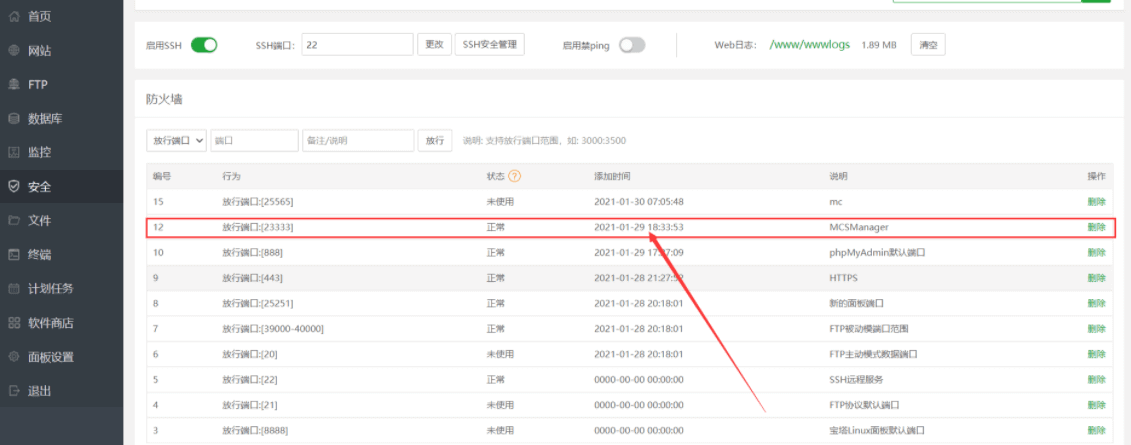 首页
网站
FTP
数据库
监控
安全
文件
终端
计划任务
软件商店
面板设置
退出
启用SSH SSH端口: 22 更改 SSH安全管理 启用禁ping Web日志: /www/wwwlogs 1.89 MB 清空
防火墙
放行端口 端口 备注/说明 放行 说明: 支持放行端口范围，如: 3000:3500
编号 行为 状态 ? 添加时间 说明 操作
15 放行端口:[25565] 未使用 2021-01-30 07:05:48 mc 删除
12 放行端口:[23333] 正常 2021-01-29 18:33:53 MCSManager 删除
10 放行端口:[888] 正常 2021-01-29 phpMyAdmin默认端口 删除
9 放行端口:[443] 正常 2021-01-28 HTTPS 删除
8 放行端口:[25251] 正常 2021-01-28 20:18:01 新的面板端口 删除
7 放行端口:[39000-40000] 正常 2021-01-28 20:18:01 FTP被动模端口范围 删除
6 放行端口:[20] 未使用 2021-01-28 20:18:01 FTP主动模式数据端口 删除
5 放行端口:[22] 正常 0000-00-00 00:00:00 SSH远程服务 删除
4 放行端口:[21] 未使用 0000-00-00 00:00:00 FTP协议默认端口 删除
3 放行端口:[8888] 未使用 0000-00-00 00:00:00 宝塔Linux面板默认端口 删除